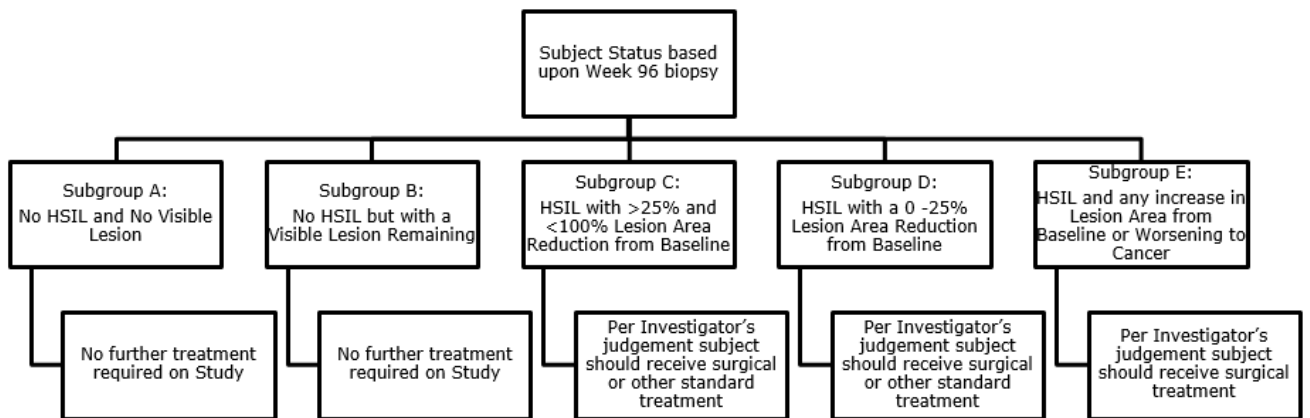 Subject Status based
upon Week 96 biopsy
Subgroup A:
No HSIL and No Visible
Lesion
Subgroup B:
No HSIL but with a
Visible Lesion Remaining
Subgroup C:
HSIL with >25% and
<100% Lesion Area
Reduction from Baseline
Subgroup D:
HSIL with a 0 -25%
Lesion Area Reduction
from Baseline
Subgroup E:
HSIL and any increase in
Lesion Area from
Baseline or Worsening to
Cancer
No further treatment
required on Study
No further treatment
required on Study
Per Investigator’s
judgement subject
should receive surgical
or other standard
treatment
Per Investigator’s
judgement subject
should receive surgical
or other standard
treatment
Per Investigator’s
judgement subject
should receive surgical
treatment